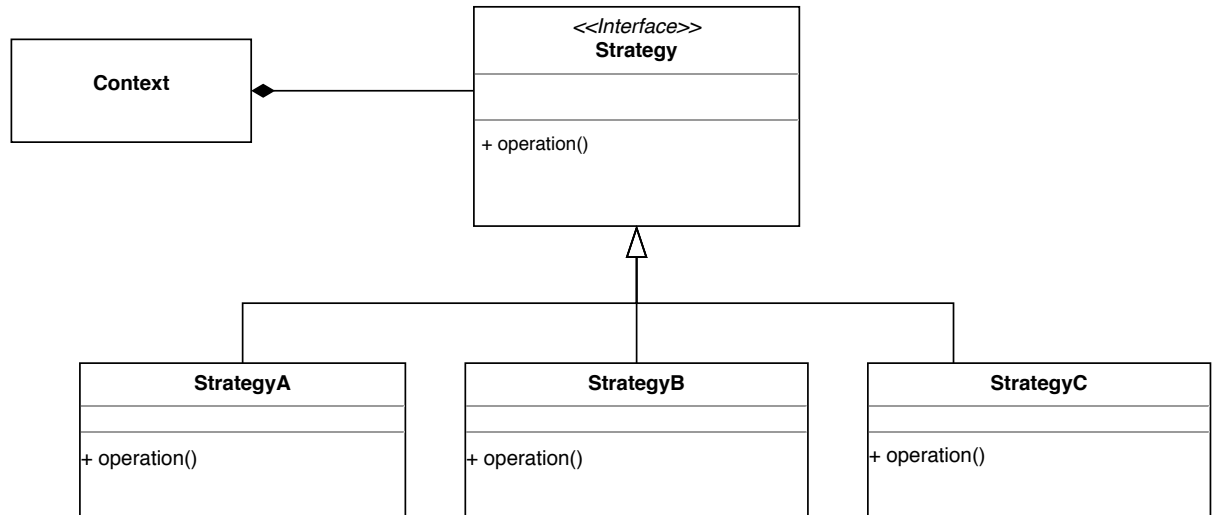 <<Interface>>
Strategy
Context
+ operation()
StrategyA
StrategyB
StrategyC
+ operation()
+ operation()
+ operation()